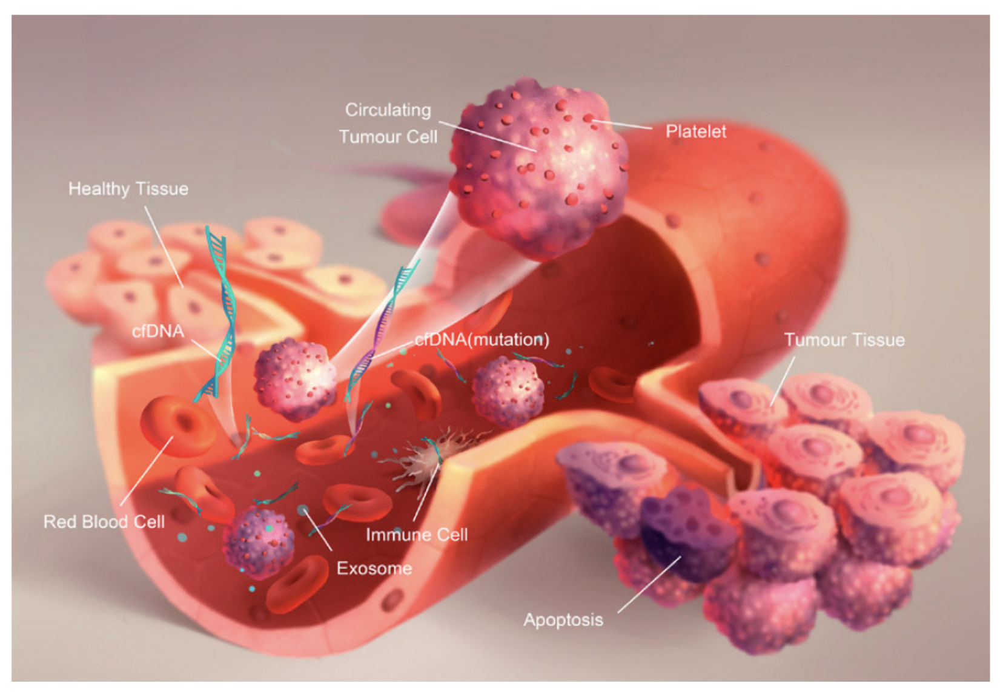 Circulating
Tumour Cell
Platelet
Healthy Tissue
cfDNA
cfDNA(mutation)
Tumour Tissue
Red Blood Cell
Immune Cell
Exosome
Apoptosis